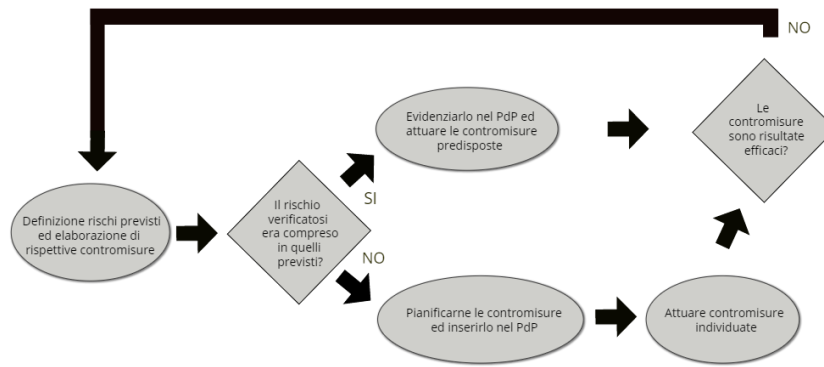 NO
Le
contromisure
sono risultate
efficaci?
Evidenziarlo nel PdP ed
attuare le contromisure
predisposte
SI
Definizione rischi previsti
ed elaborazione di
rispettive contromisure
Il rischio
verificatosi
era compreso
in quelli
previsti?
NO
Pianificarne le contromisure
ed inserirlo nel PdP
Attuare contromisure
individuate